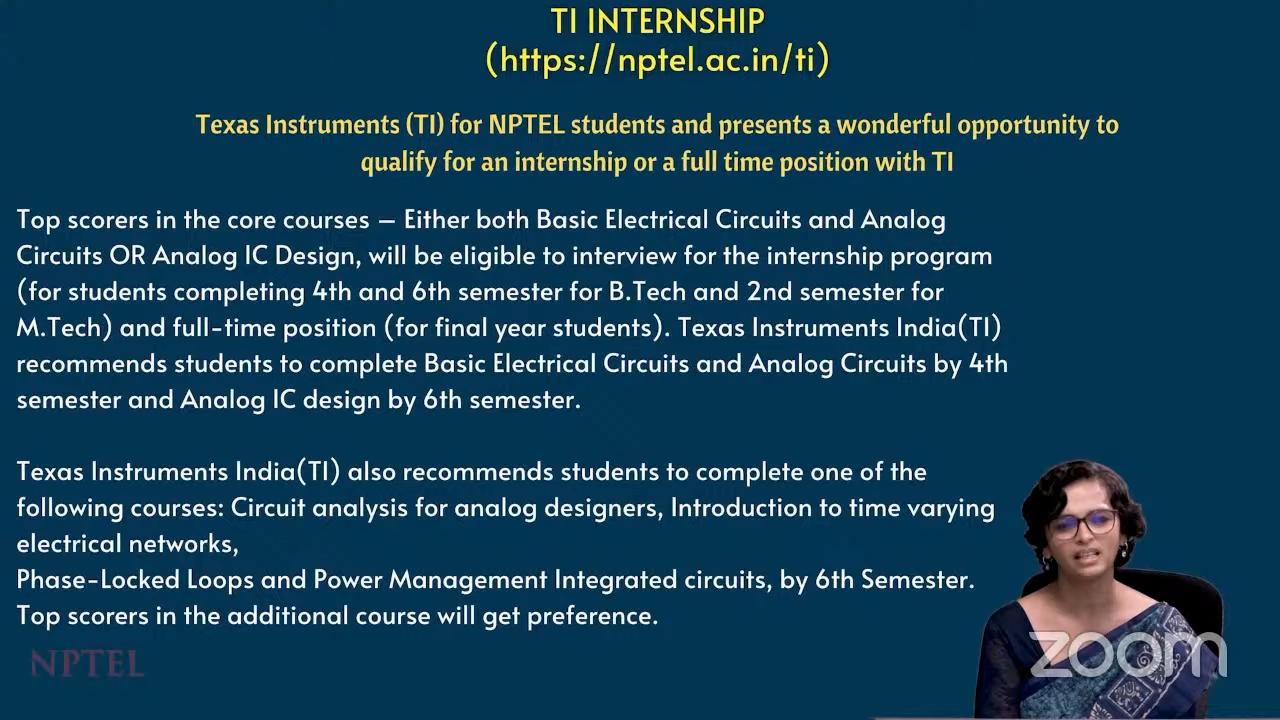 TI INTERNSHIP
(https://nptel.ac.in/ti)
Texas Instruments (TI) for NPTEL students and presents a wonderful opportunity to
qualify for an internship or a full time position with TI
Top scorers in the core courses – Either both Basic Electrical Circuits and Analog
Circuits OR Analog IC Design, will be eligible to interview for the internship program
(for students completing 4th and 6th semester for B.Tech and 2nd semester for
M.Tech) and full-time position (for final year students). Texas Instruments India(TI)
recommends students to complete Basic Electrical Circuits and Analog Circuits by 4th
semester and Analog IC design by 6th semester.
Texas Instruments India(TI) also recommends students to complete one of the
following courses: Circuit analysis for analog designers, Introduction to time varying
electrical networks,
Phase-Locked Loops and Power Management Integrated circuits, by 6th Semester.
Top scorers in the additional course will get preference.
NPTEL
zoom